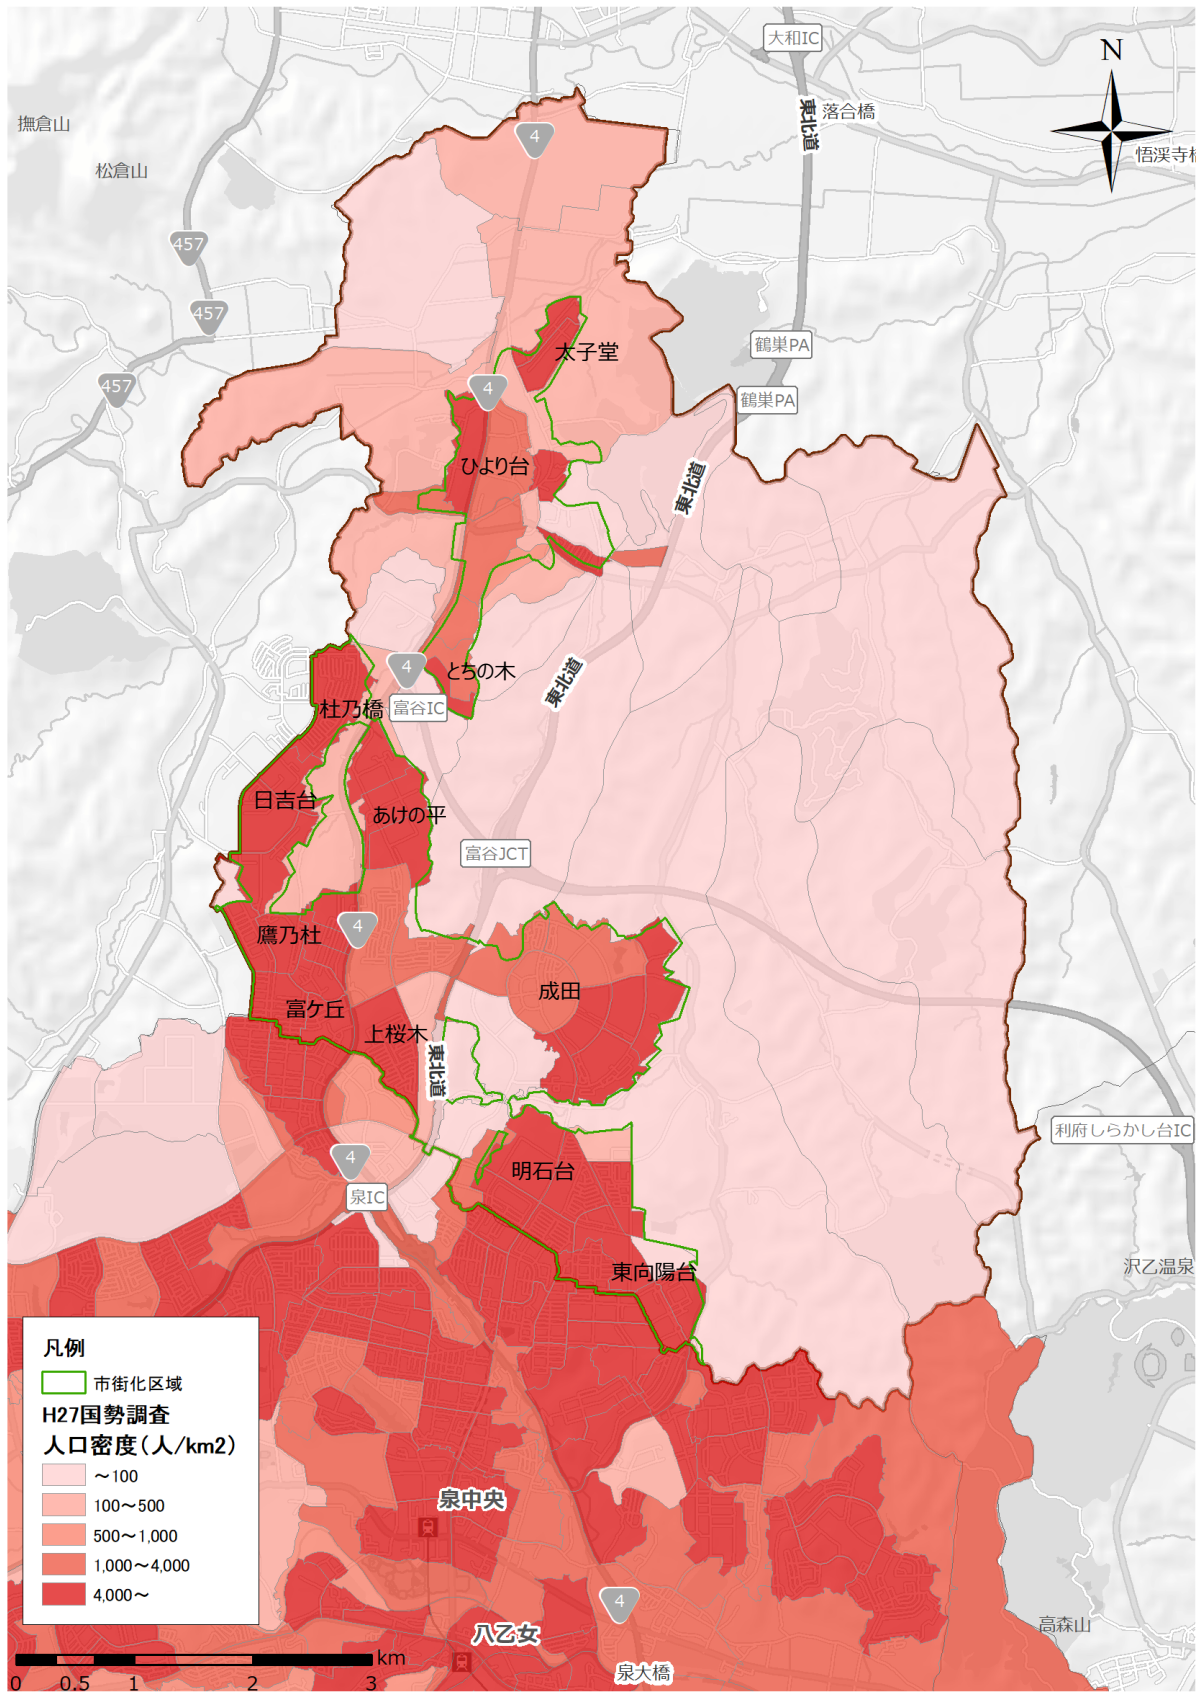 大和IC
N
撫倉山
4
東北道
落合橋
悟渓寺
松倉山
457
457
鶴巣PA
太子堂
457
4
鶴巣PA
ひより台
東北道
4
とちの木
東北道
杜乃橋
富谷IC
日吉台
あけの平
富谷JCT
鷹乃杜
4
成田
富ケ丘
上桜木
東北道
利府しらかし台IC
4
明石台
泉IC
東向陽台
沢乙温泉
凡例
市街化区域
H27国勢調査
人口密度(人/km2)
～100
100～500
500～1,000
1,000～4,000
4,000～
泉中央
4
高森山
八乙女
泉大橋
km
0 0.5 1 2 3